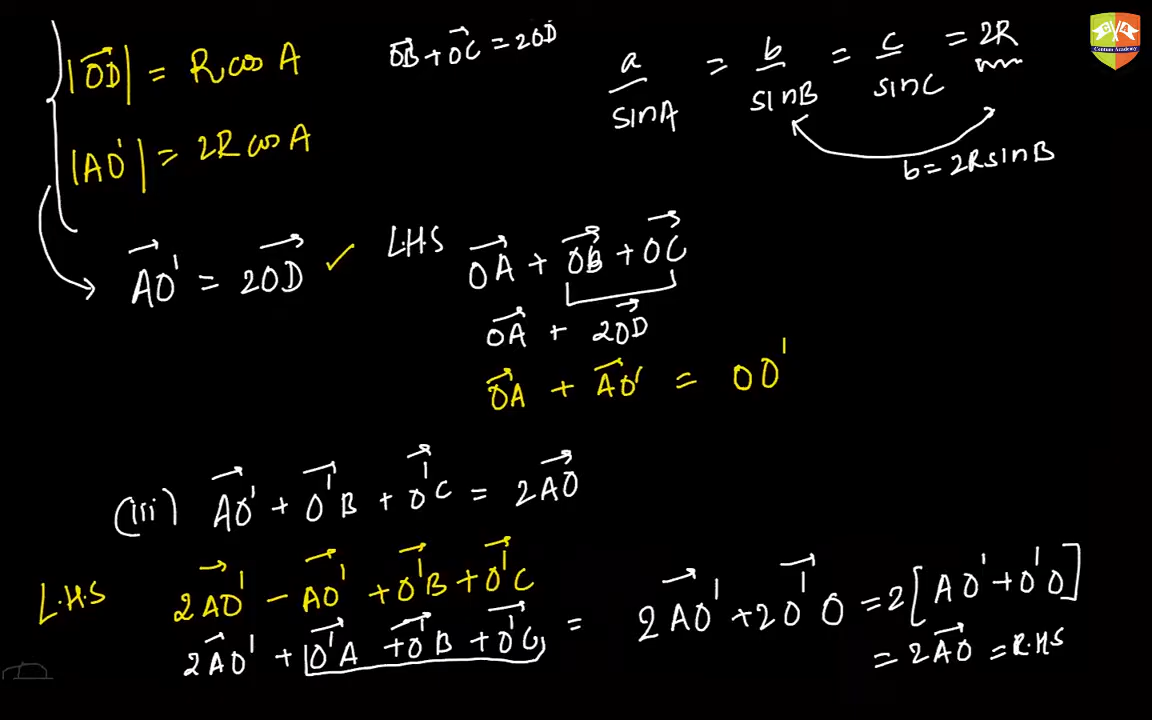 |OD→| = R cos A
OB→ + OC→ = 2OD
a/sinA = b/sinB = c/sinC = 2R
|AO'| = 2R cos A
b = 2R sinB
AO'→ = 2OD→ ✓
L.H.S OA→ + OB→ + OC→
OA→ + 2OD→
OA→ + AO'→ = OO'
(iii) AO'→ + O'B→ + O'C→ = 2AO→
L.H.S 2AO'→ − AO'→ + O'B→ + O'C→
2AO'→ + O'A→ + O'B→ + O'C→ = 2AO'→ + 2O'O→ = 2[AO' + O'O]
= 2AO→ = R.H.S